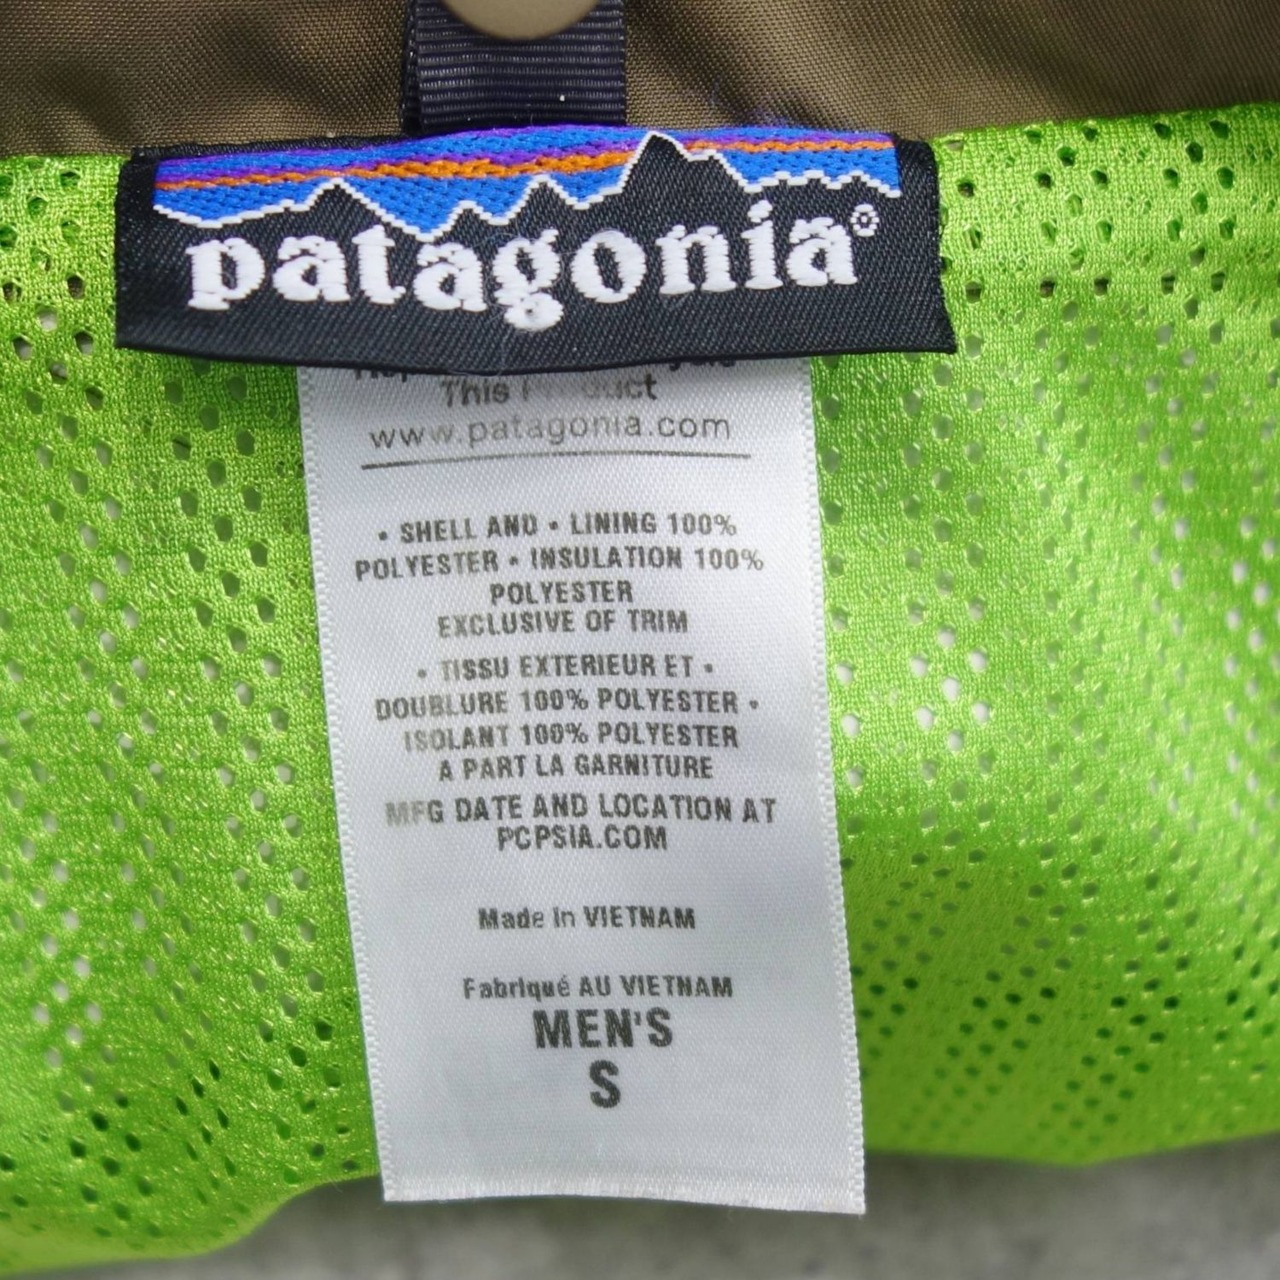 patagonia®
This
www.patagonia.com
• SHELL AND • LINING 100%
POLYESTER • INSULATION 100%
POLYESTER
EXCLUSIVE OF TRIM
• TISSU EXTERIEUR ET •
DOUBLURE 100% POLYESTER •
ISOLANT 100% POLYESTER
A PART LA GARNITURE
MFG DATE AND LOCATION AT
PCPSIA.COM
Made in VIETNAM
Fabriqué AU VIETNAM
MEN'S
S